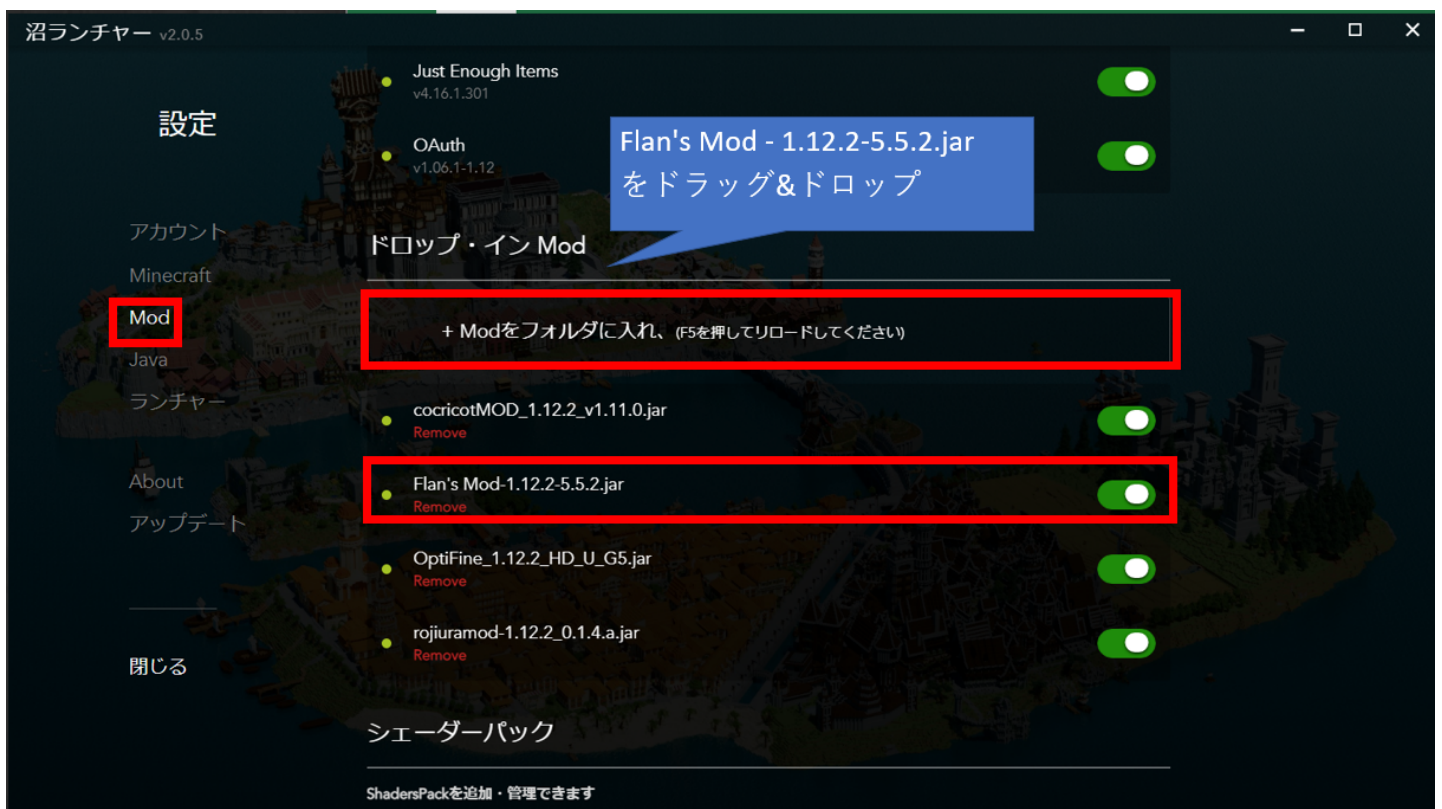 沼ランチャー v2.0.5
設定
アカウント
Minecraft
Mod
Java
ランチャー
About
アップデート
閉じる
Just Enough Items
v4.16.1.301
OAuth
v1.06.1-1.12
Flan's Mod - 1.12.2-5.5.2.jar
をドラッグ&ドロップ
ドロップ・イン Mod
+ Modをフォルダに入れ、(F5を押してリロードしてください)
cocricotMOD_1.12.2_v1.11.0.jar
Remove
Flan's Mod-1.12.2-5.5.2.jar
Remove
OptiFine_1.12.2_HD_U_G5.jar
Remove
rojiuramod-1.12.2_0.1.4.a.jar
Remove
シェーダーパック
ShadersPackを追加・管理できます